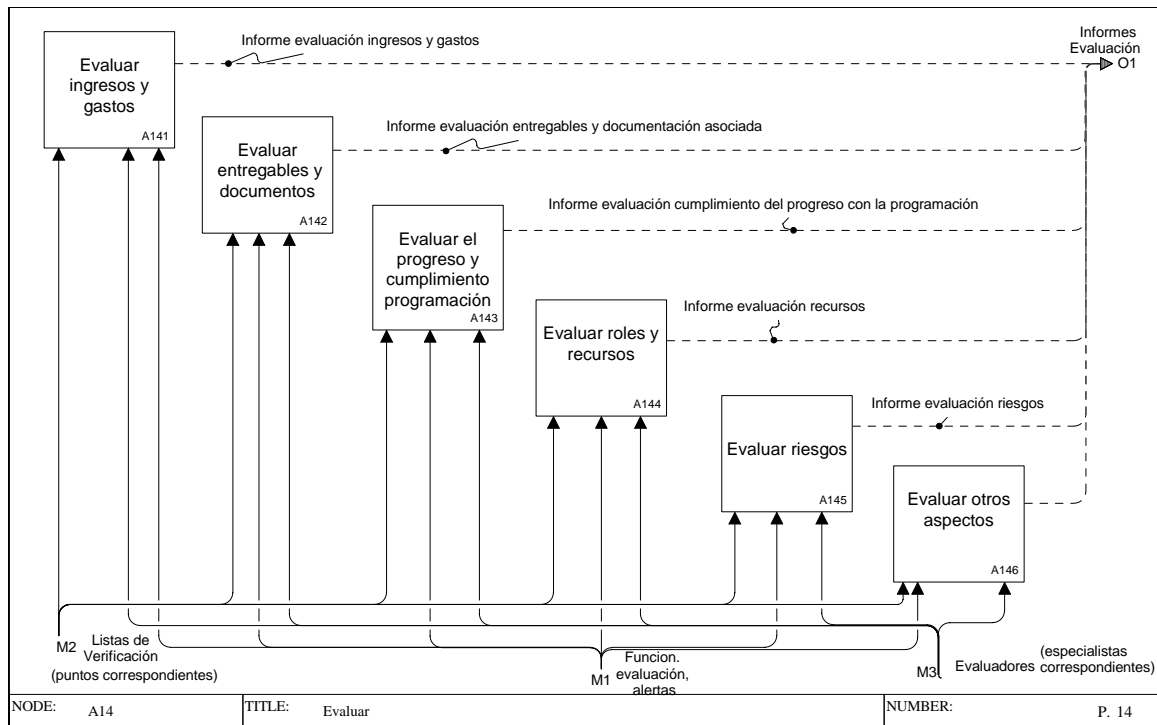 Informe evaluación ingresos y gastos
Informes
Evaluación
O1
Evaluar
ingresos y
gastos
A141
Informe evaluación entregables y documentación asociada
Evaluar
entregables y
documentos
A142
Informe evaluación cumplimiento del progreso con la programación
Evaluar el
progreso y
cumplimiento
programación
A143
Informe evaluación recursos
Evaluar roles y
recursos
A144
Informe evaluación riesgos
Evaluar riesgos
A145
Evaluar otros
aspectos
A146
M2
Listas de
Verificación
(puntos correspondientes)
M1
Funcion.
evaluación,
alertas
M3
Evaluadores
(especialistas
correspondientes)
NODE: A14
TITLE: Evaluar
NUMBER: P. 14